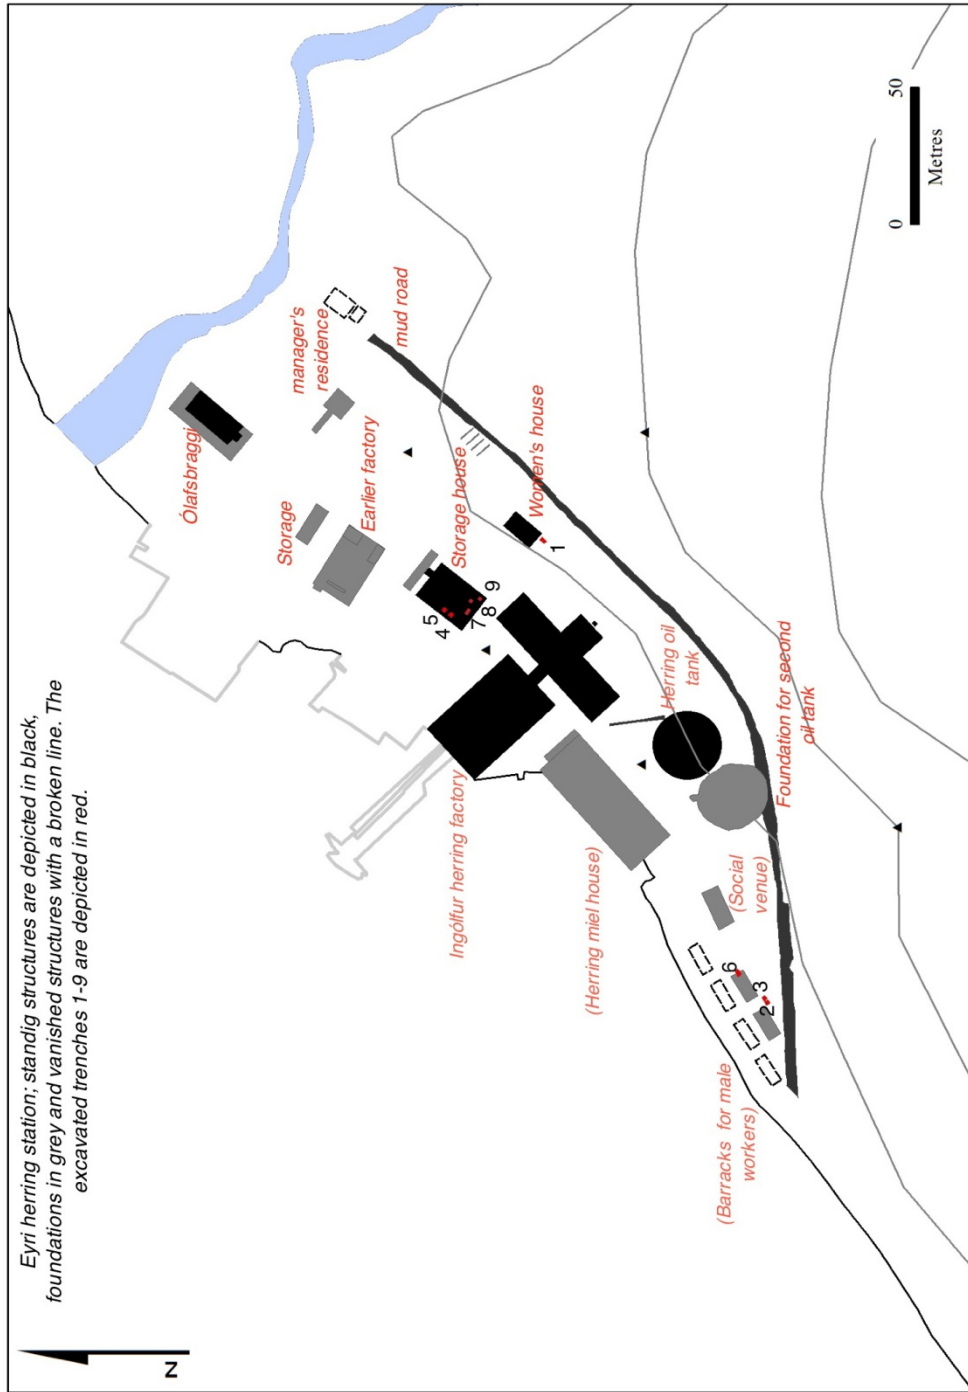 Eyri herring station; standig structures are depicted in black,
foundations in grey and vanished structures with a broken line. The
excavated trenches 1-9 are depicted in red.
Ólafsbraggi
manager's
residence
mud road
Storage
Earlier factory
Storage house
Women's house
1
5
4
7
8
9
Ingólfur herring factory
Herring oil
tank
Foundation for second
oil tank
(Herring miel house)
(Social
venue)
6
3
2
(Barracks for male
workers)
N
0
50
Metres